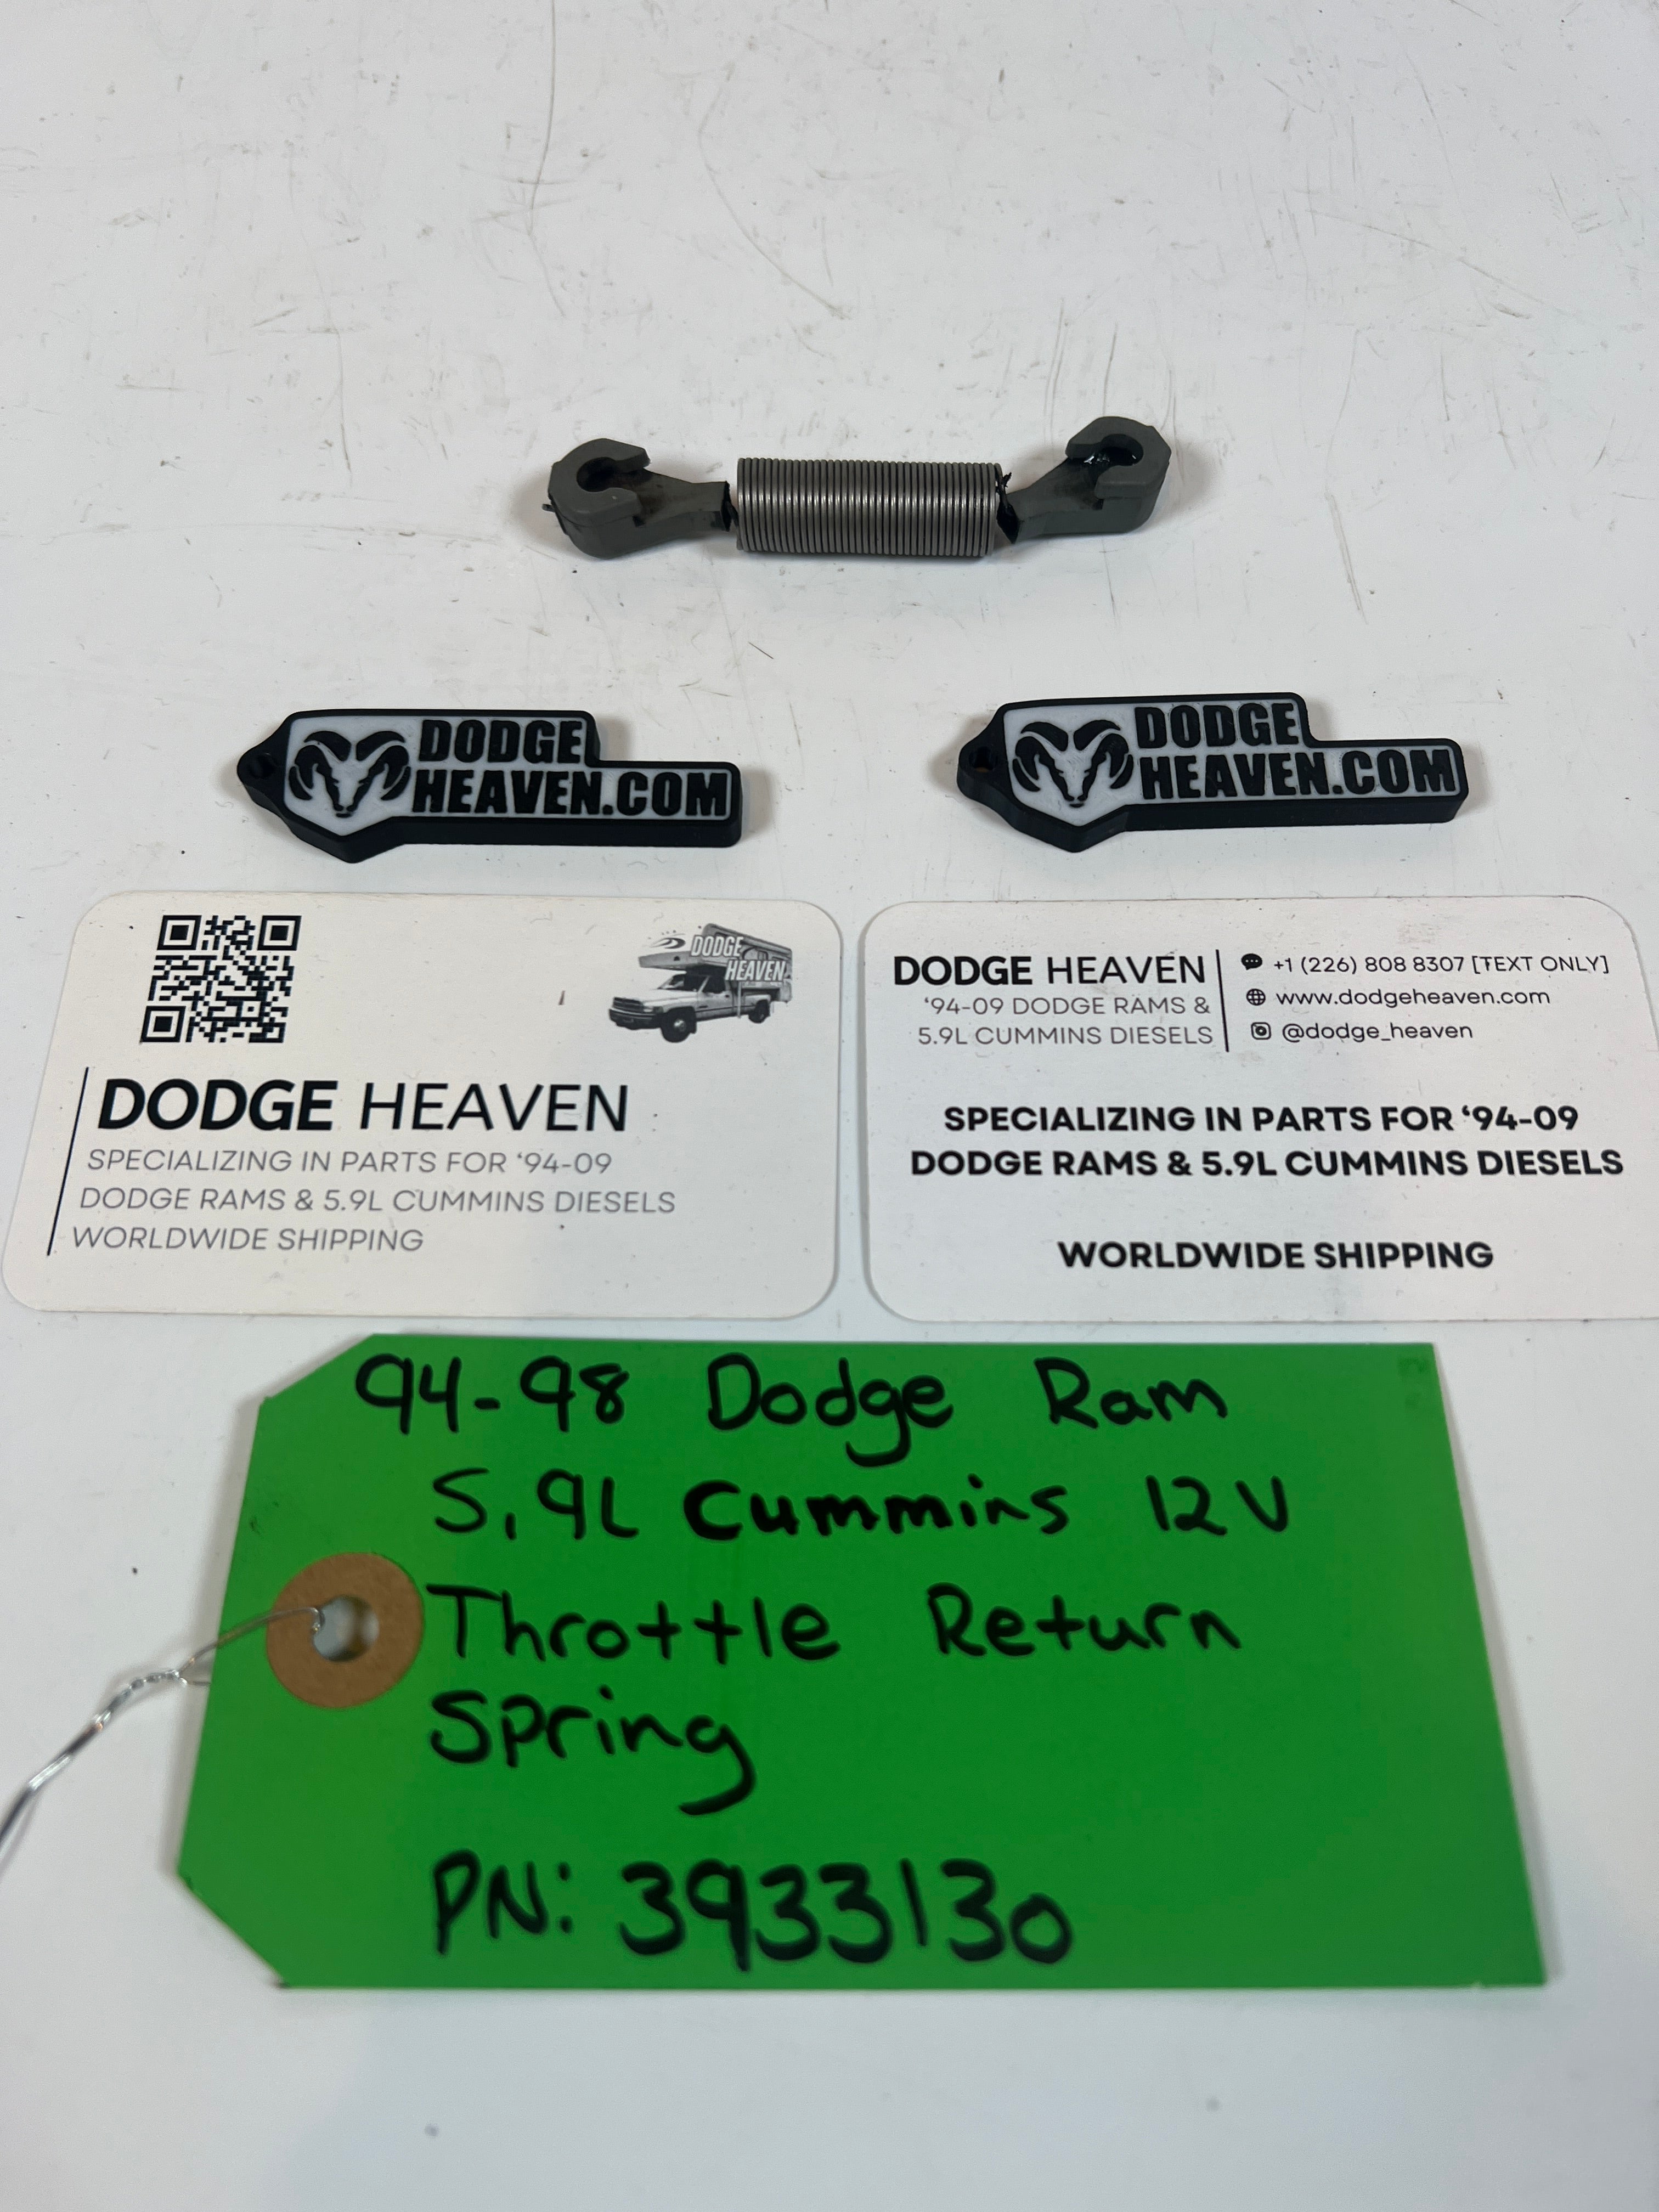 DODGE
HEAVEN.COM
DODGE
HEAVEN.COM
DODGE
HEAVEN
DODGE HEAVEN
SPECIALIZING IN PARTS FOR ‘94-09
DODGE RAMS & 5.9L CUMMINS DIESELS
WORLDWIDE SHIPPING
DODGE HEAVEN
‘94-09 DODGE RAMS &
5.9L CUMMINS DIESELS
+1 (226) 808 8307 [TEXT ONLY]
www.dodgeheaven.com
@dodge_heaven
SPECIALIZING IN PARTS FOR ‘94-09
DODGE RAMS & 5.9L CUMMINS DIESELS
WORLDWIDE SHIPPING
94-98 Dodge Ram
5.9L Cummins 12V
Throttle Return
Spring
PN: 3933130